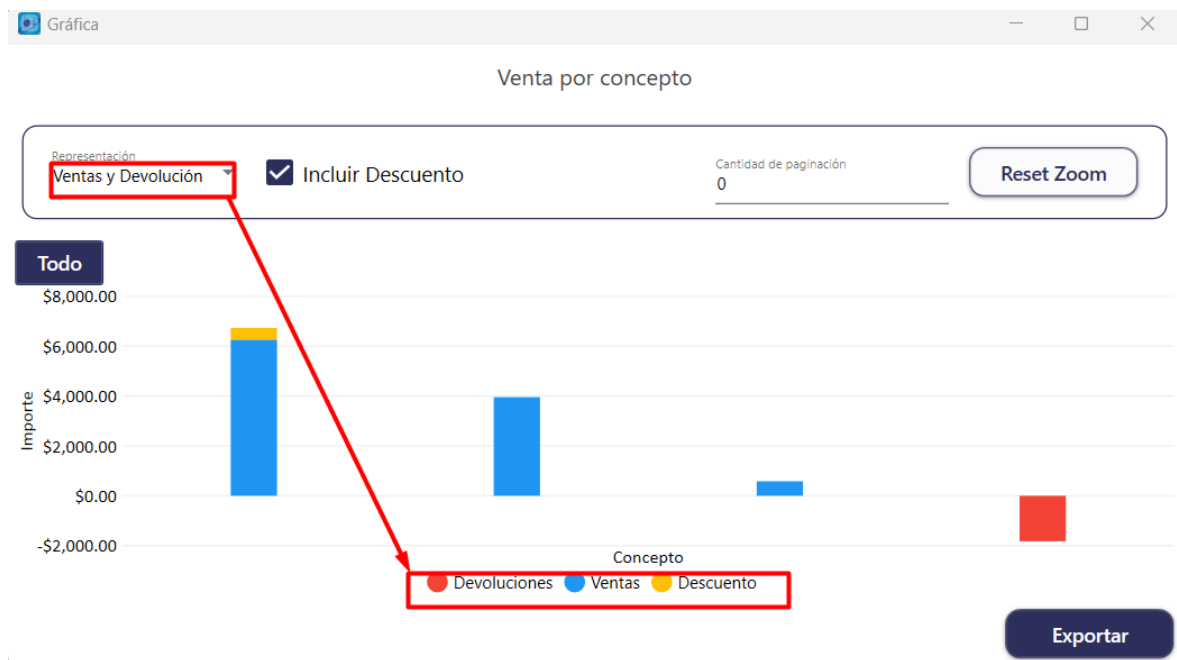 Gráfica
Venta por concepto
Representación
Ventas y Devolución
Incluir Descuento
Cantidad de paginación
0
Reset Zoom
Todo
$8,000.00
$6,000.00
$4,000.00
$2,000.00
$0.00
-$2,000.00
Importe
Concepto
Devoluciones Ventas Descuento
Exportar